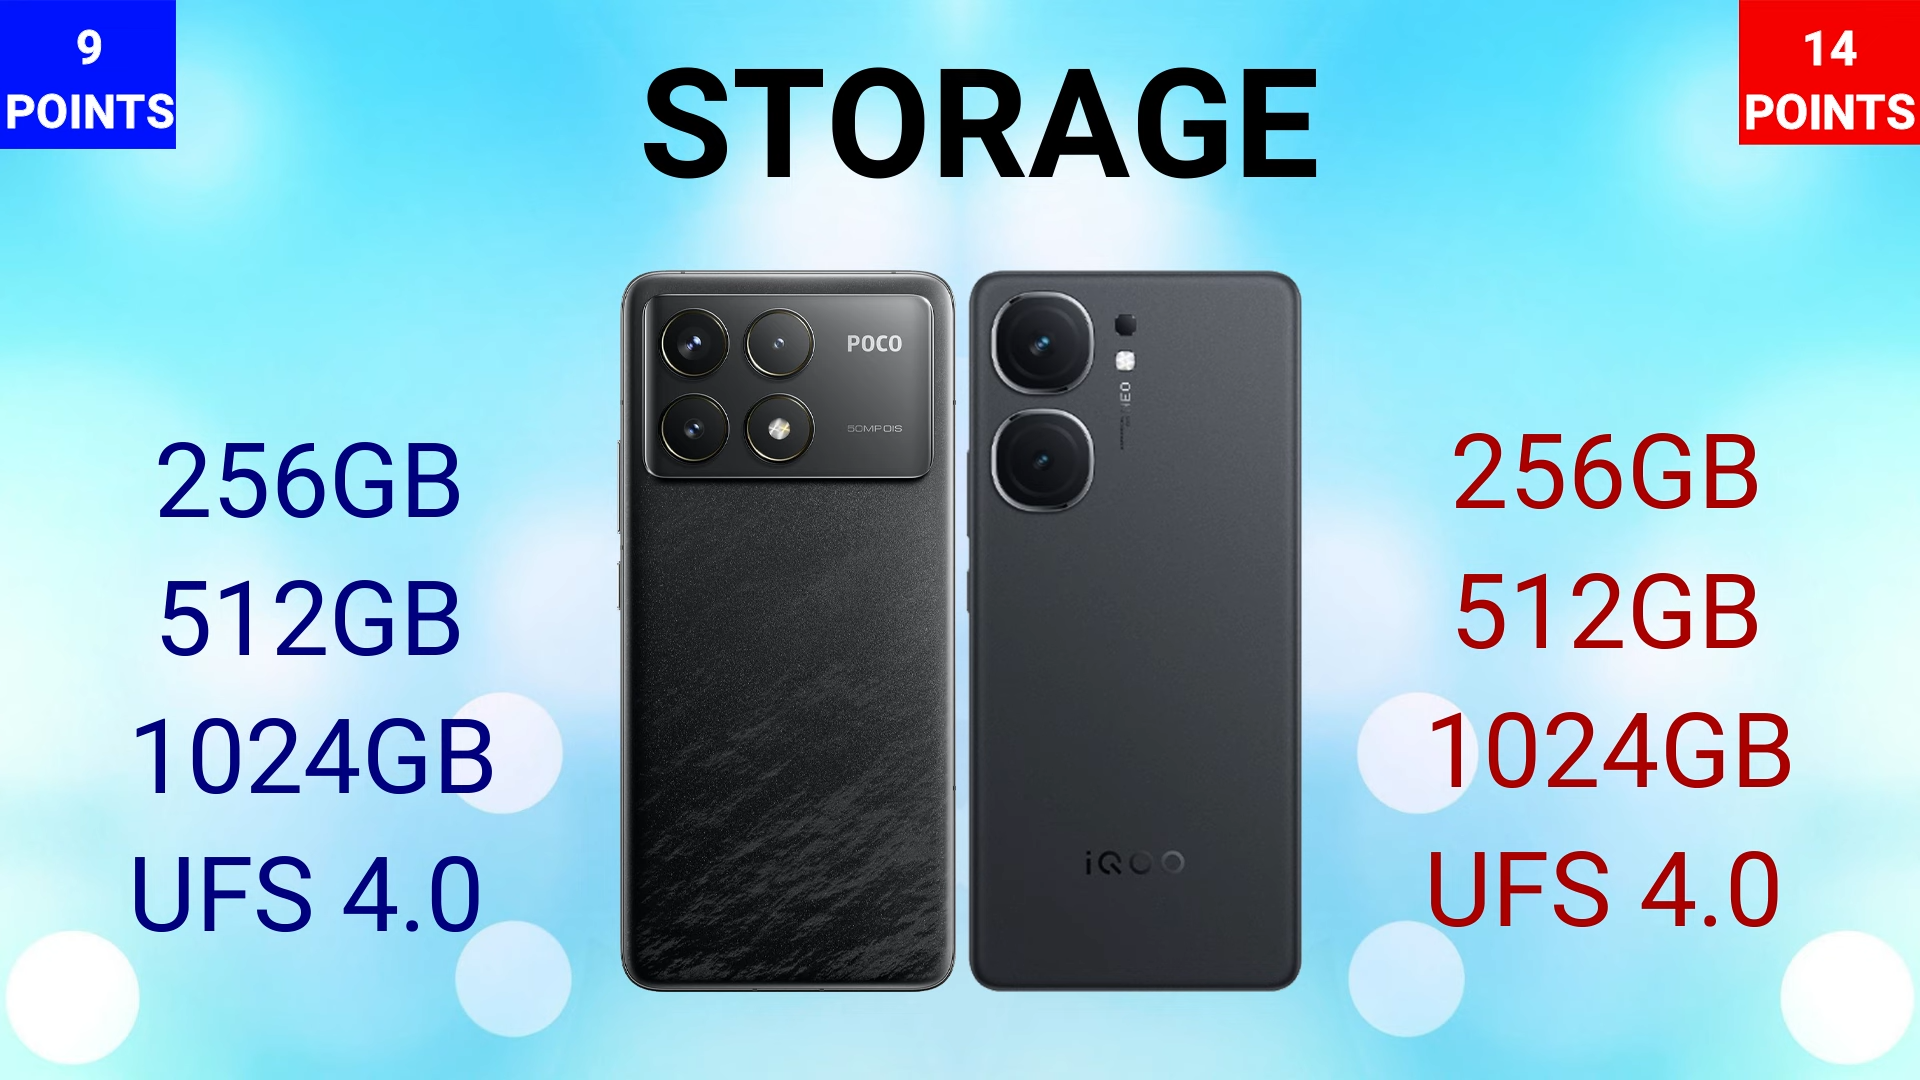 9
POINTS
STORAGE
14
POINTS
POCO
50MP OIS
NEO
256GB
512GB
1024GB
UFS 4.0
256GB
512GB
1024GB
UFS 4.0
iQOO